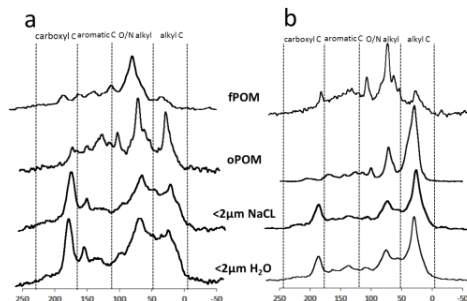 a
b
carboxyl C aromatic C O/N alkyl alkyl C
carboxyl C aromatic C O/N alkyl alkyl C
fPOM
oPOM
<2µm NaCL
<2µm H₂O
250 200 150 100 50 0 -50
250 200 150 100 50 0 -50